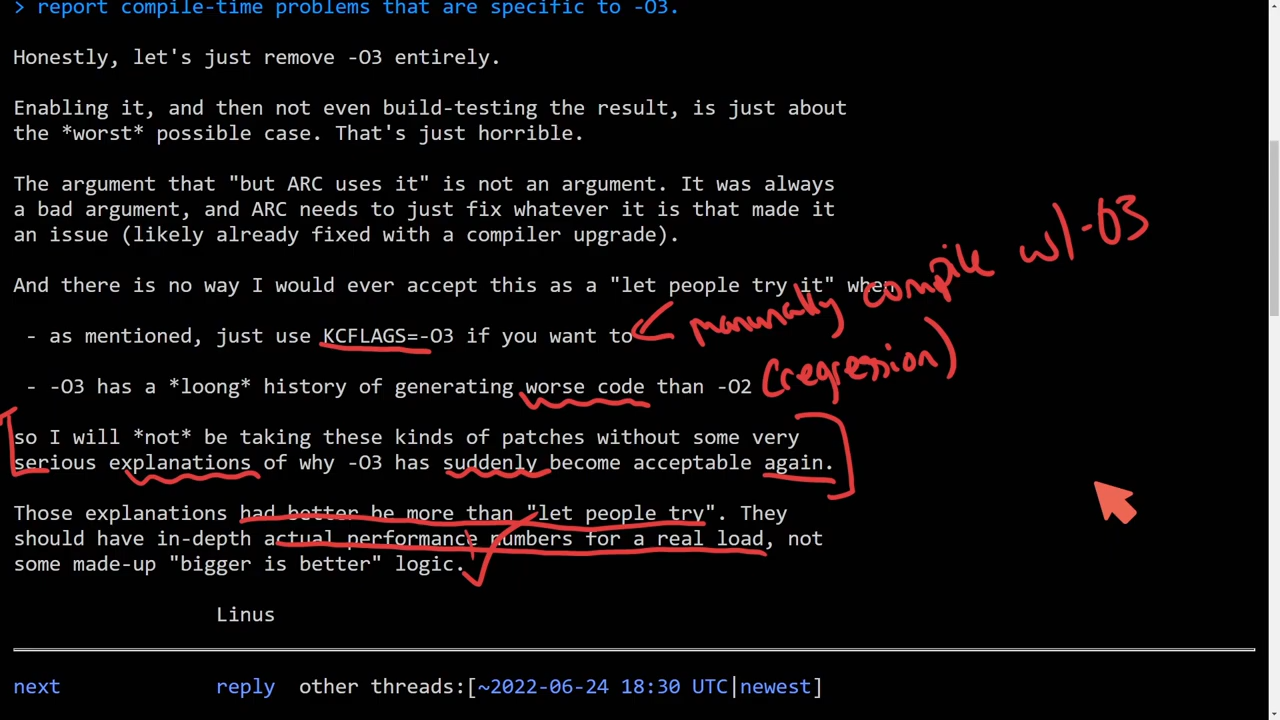 > report compile-time problems that are specific to -O3.
Honestly, let's just remove -O3 entirely.
Enabling it, and then not even build-testing the result, is just about
the *worst* possible case. That's just horrible.
The argument that "but ARC uses it" is not an argument. It was always
a bad argument, and ARC needs to just fix whatever it is that made it
an issue (likely already fixed with a compiler upgrade).
And there is no way I would ever accept this as a "let people try it" when
manually compile w/ -O3
- as mentioned, just use KCFLAGS=-O3 if you want to
- -O3 has a *loong* history of generating worse code than -O2 (regression)
so I will *not* be taking these kinds of patches without some very
serious explanations of why -O3 has suddenly become acceptable again.
Those explanations had better be more than "let people try". They
should have in-depth actual performance numbers for a real load, not
some made-up "bigger is better" logic.
Linus
next reply other threads:[~2022-06-24 18:30 UTC|newest]